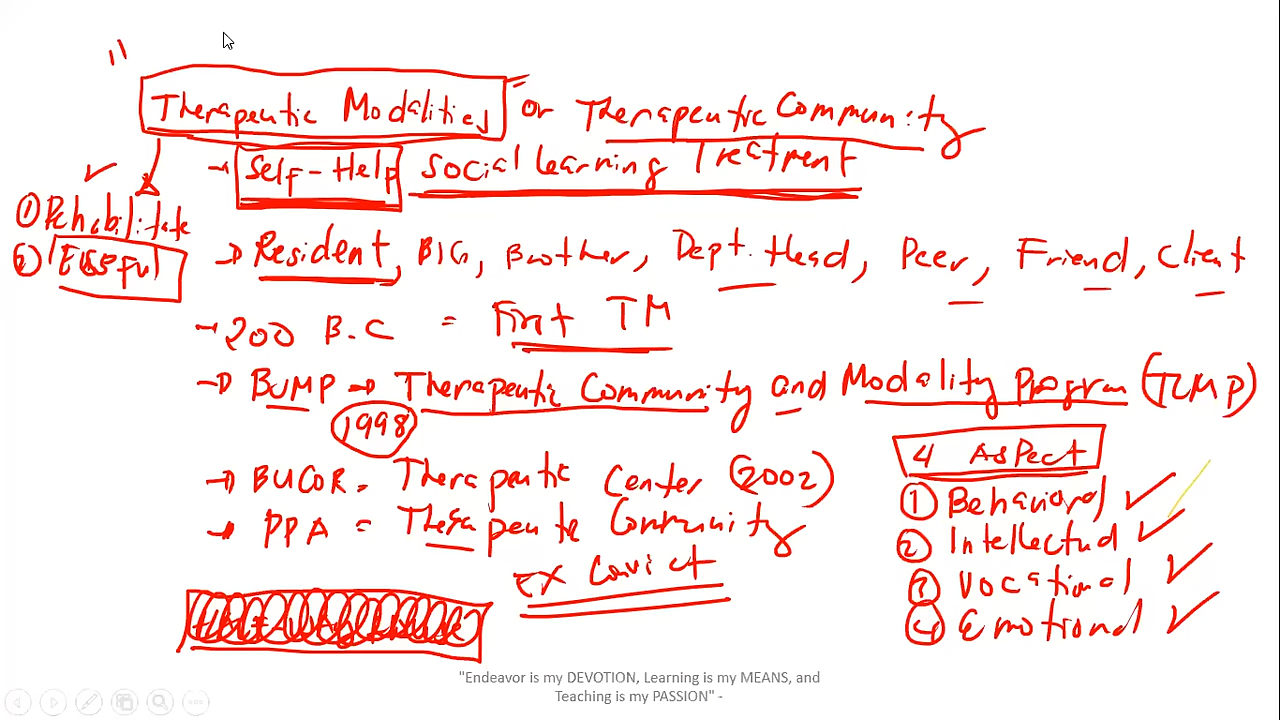 "Therapeutic Modalities" or Therapeutic Community
→ Self-Help Social Learning Treatment
① Rehabilitate
②
→ Resident, BIG, Brother, Dept. Head, Peer, Friend, Client
→ 200 B.C = First TM
→ BJMP → Therapeutic Community and Modality Program (TCMP)
1998
4 Aspect
→ BUCOR = Therapeutic Center (2002)
① Behavioral
→ PPA = Therapeutic Community
② Intellectual
Ex Convict
③ Vocational
④ Emotional
"Endeavor is my DEVOTION, Learning is my MEANS, and
Teaching is my PASSION" -